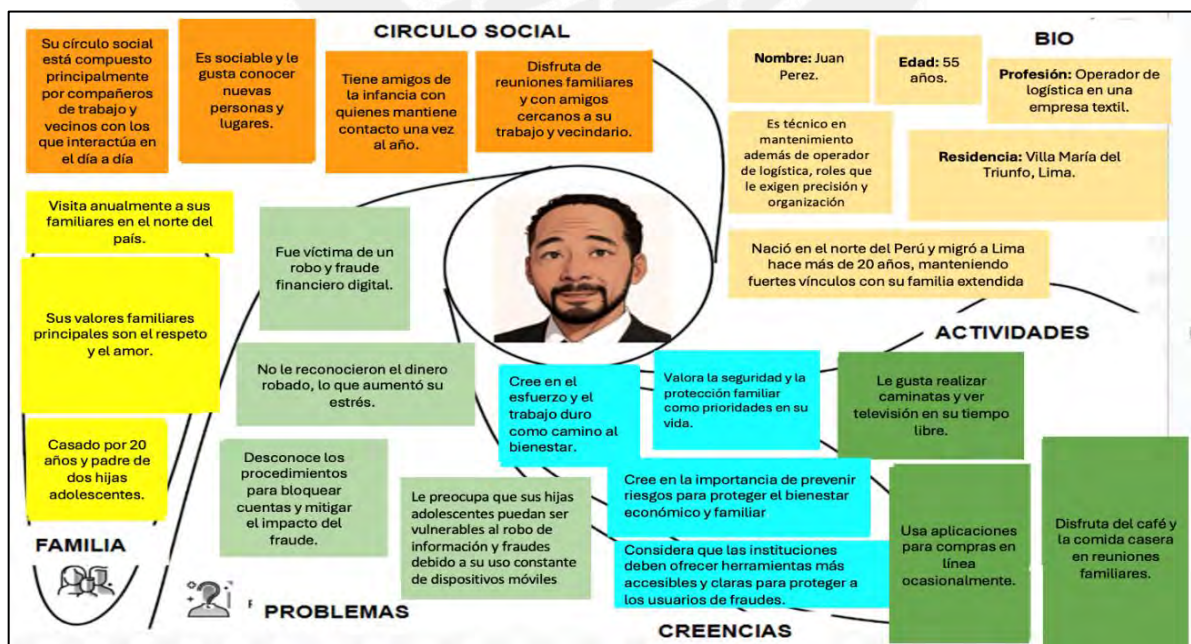 CIRCULO SOCIAL
Su círculo social
está compuesto
principalmente
por compañeros
de trabajo y
vecinos con los
que interactúa en
el día a día
Es sociable y le
gusta conocer
nuevas
personas y
lugares.
Tiene amigos de
la infancia con
quienes mantiene
contacto una vez
al año.
Disfruta de
reuniones familiares
y con amigos
cercanos a su
trabajo y vecindario.
BIO
Nombre: Juan
Perez.
Edad: 55
años.
Profesión: Operador de
logística en una
empresa textil.
Es técnico en
mantenimiento
además de operador
de logística, roles que
le exigen precisión y
organización
Residencia: Villa María del
Triunfo, Lima.
Nació en el norte del Perú y migró a Lima
hace más de 20 años, manteniendo
fuertes vínculos con su familia extendida
Visita anualmente a sus
familiares en el norte del
país.
Sus valores familiares
principales son el respeto
y el amor.
Casado por 20
años y padre de
dos hijas
adolescentes.
FAMILIA
Fue víctima de un
robo y fraude
financiero digital.
No le reconocieron el dinero
robado, lo que aumentó su
estrés.
Desconoce los
procedimientos
para bloquear
cuentas y mitigar
el impacto del
fraude.
Le preocupa que sus hijas
adolescentes puedan ser
vulnerables al robo de
información y fraudes
debido a su uso constante
de dispositivos móviles
PROBLEMAS
Cree en el
esfuerzo y el
trabajo duro
como camino al
bienestar.
Valora la seguridad y la
protección familiar
como prioridades en su
vida.
Cree en la importancia de prevenir
riesgos para proteger el bienestar
económico y familiar
Considera que las instituciones
deben ofrecer herramientas más
accesibles y claras para proteger a
los usuarios de fraudes.
CREENCIAS
ACTIVIDADES
Le gusta realizar
caminatas y ver
televisión en su tiempo
libre.
Usa aplicaciones
para compras en
línea
ocasionalmente.
Disfruta del café y
la comida casera
en reuniones
familiares.